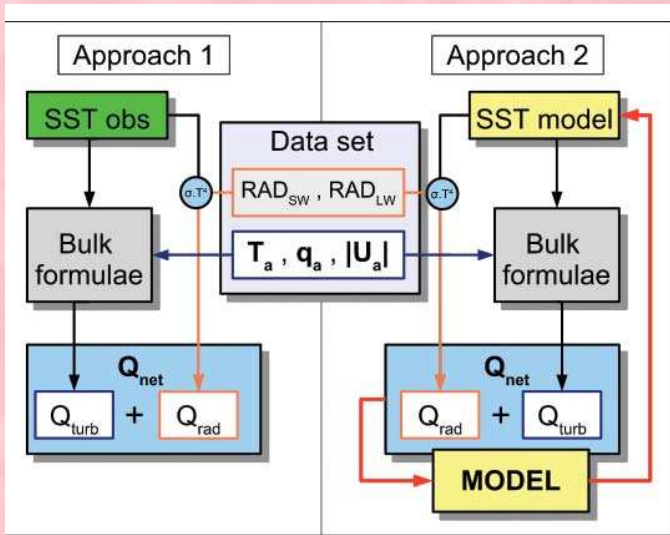 Approach 1
Approach 2
SST obs
Data set
SST model
σ.T⁴
RAD_SW , RAD_LW
σ.T⁴
Bulk
formulae
T_a , q_a , |U_a|
Bulk
formulae
Q_net
Q_turb + Q_rad
Q_net
Q_rad + Q_turb
MODEL